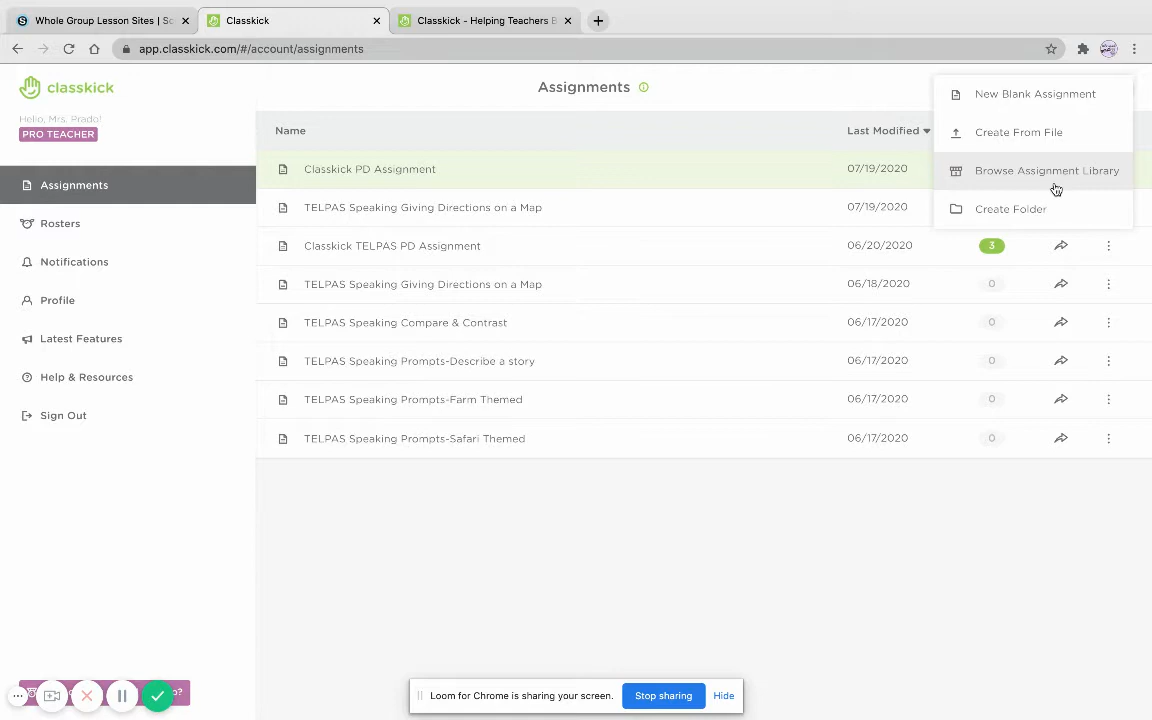 Whole Group Lesson Sites | Sc
Classkick
Classkick - Helping Teachers B
app.classkick.com/#/account/assignments
classkick
Hello, Mrs. Prado!
PRO TEACHER
Assignments
Rosters
Notifications
Profile
Latest Features
Help & Resources
Sign Out
Assignments
Name
Last Modified
Classkick PD Assignment 07/19/2020
TELPAS Speaking Giving Directions on a Map 07/19/2020
Classkick TELPAS PD Assignment 06/20/2020 3
TELPAS Speaking Giving Directions on a Map 06/18/2020 0
TELPAS Speaking Compare & Contrast 06/17/2020 0
TELPAS Speaking Prompts-Describe a story 06/17/2020 0
TELPAS Speaking Prompts-Farm Themed 06/17/2020 0
TELPAS Speaking Prompts-Safari Themed 06/17/2020 0
New Blank Assignment
Create From File
Browse Assignment Library
Create Folder
Loom for Chrome is sharing your screen.
Stop sharing
Hide